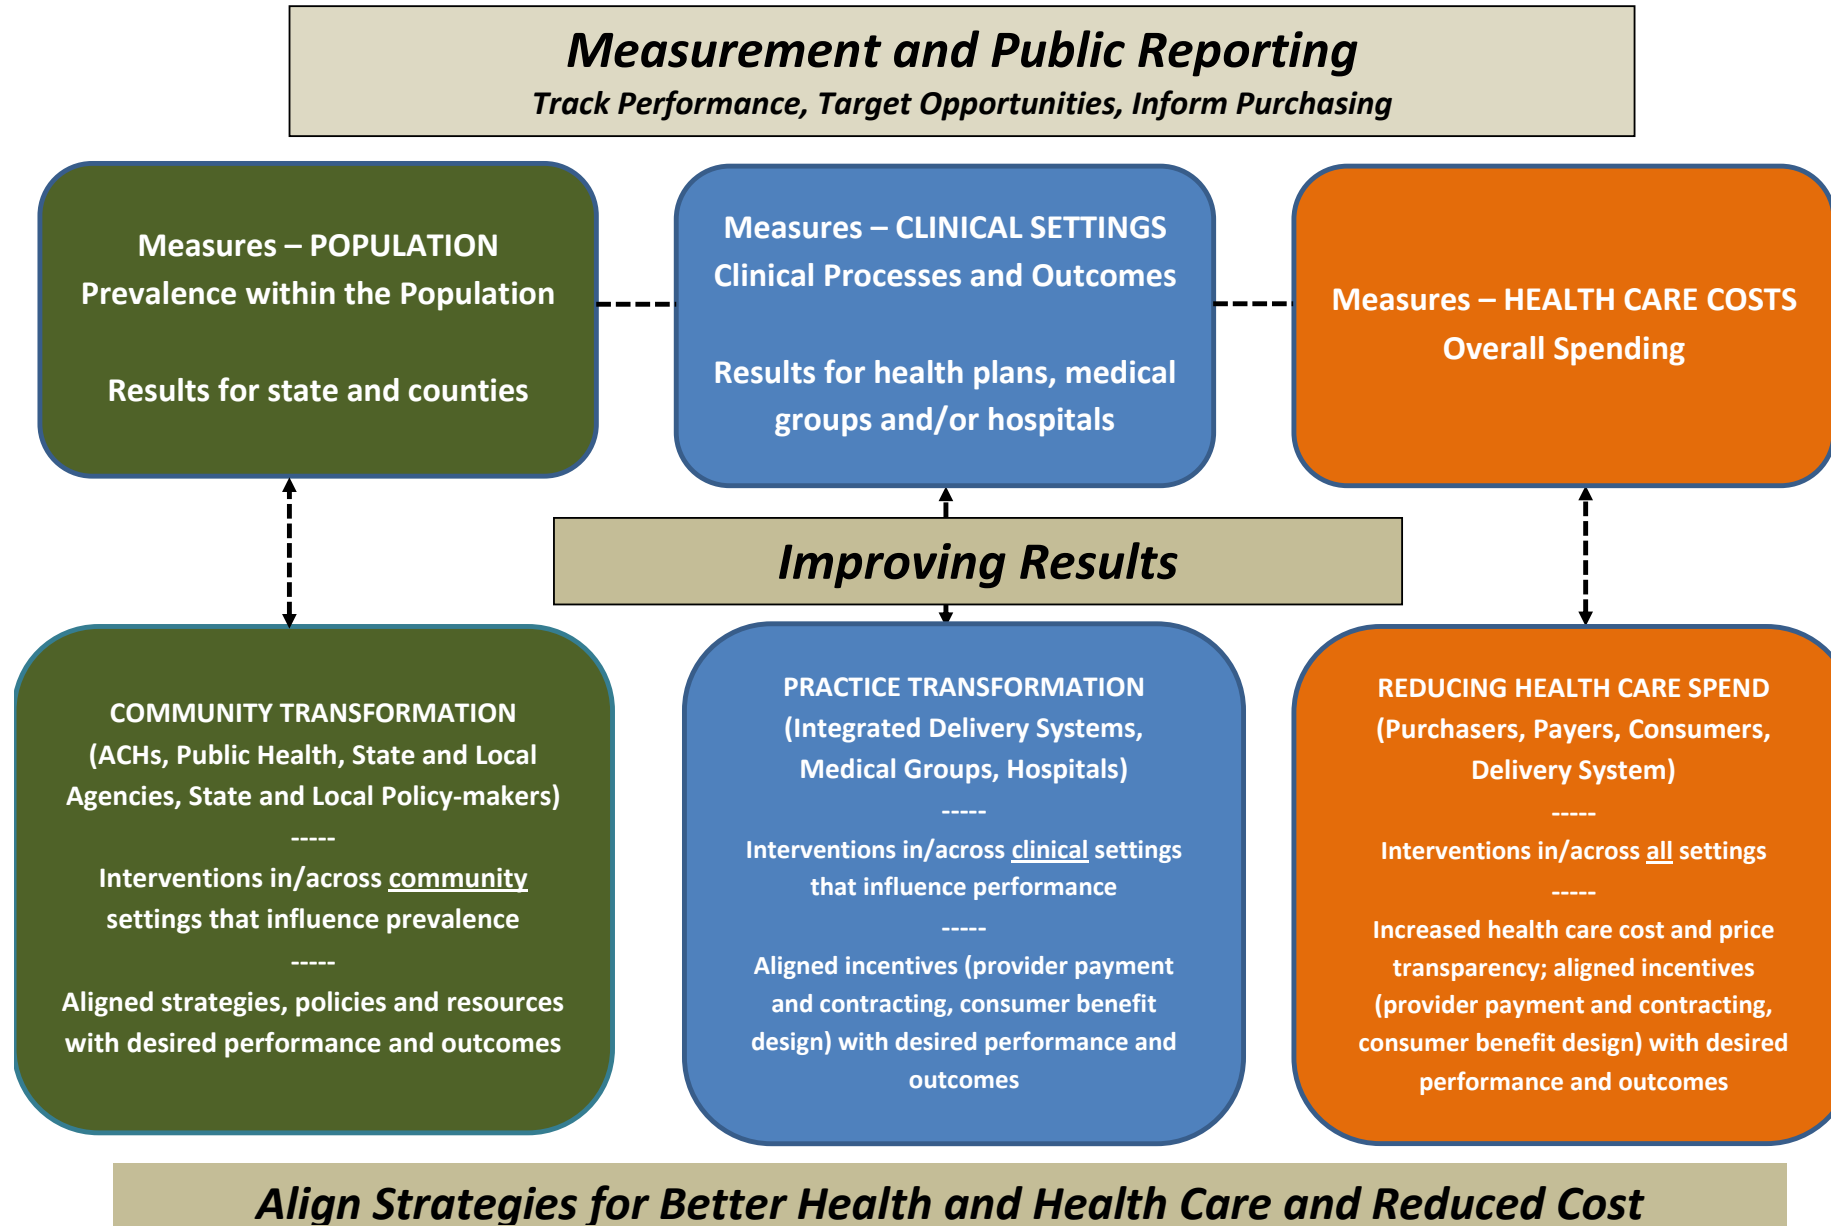 Measurement and Public Reporting
Track Performance, Target Opportunities, Inform Purchasing
Measures – POPULATION
Prevalence within the Population
Results for state and counties
Measures – CLINICAL SETTINGS
Clinical Processes and Outcomes
Results for health plans, medical
groups and/or hospitals
Measures – HEALTH CARE COSTS
Overall Spending
Improving Results
COMMUNITY TRANSFORMATION
(ACHs, Public Health, State and Local
Agencies, State and Local Policy-makers)
-----
Interventions in/across community
settings that influence prevalence
-----
Aligned strategies, policies and resources
with desired performance and outcomes
PRACTICE TRANSFORMATION
(Integrated Delivery Systems,
Medical Groups, Hospitals)
-----
Interventions in/across clinical settings
that influence performance
-----
Aligned incentives (provider payment
and contracting, consumer benefit
design) with desired performance and
outcomes
REDUCING HEALTH CARE SPEND
(Purchasers, Payers, Consumers,
Delivery System)
-----
Interventions in/across all settings
-----
Increased health care cost and price
transparency; aligned incentives
(provider payment and contracting,
consumer benefit design) with desired
performance and outcomes
Align Strategies for Better Health and Health Care and Reduced Cost